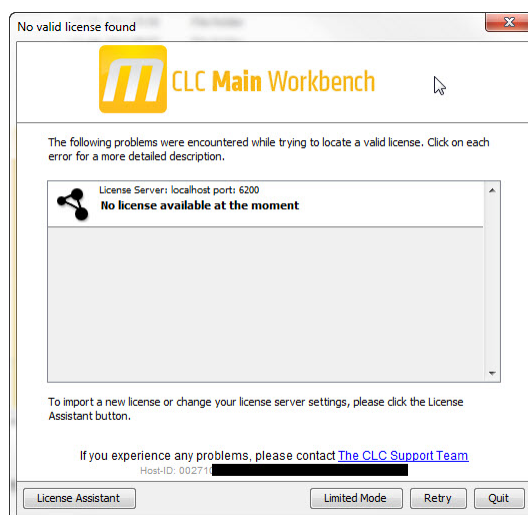 No valid license found
CLC Main Workbench
The following problems were encountered while trying to locate a valid license. Click on each
error for a more detailed description.
License Server: localhost port: 6200
No license available at the moment
To import a new license or change your license server settings, please click the License
Assistant button.
If you experience any problems, please contact The CLC Support Team
Host-ID: 002710
License Assistant
Limited Mode
Retry
Quit